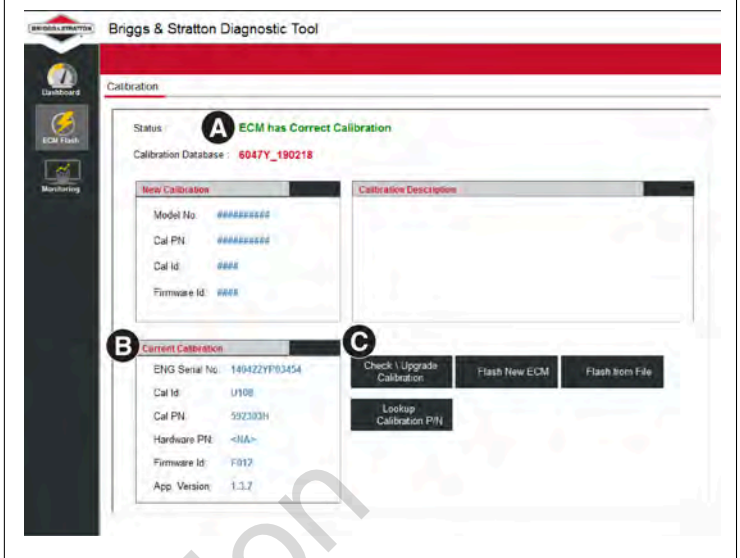 BRIGGS & STRATTON
Briggs & Stratton Diagnostic Tool
Dashboard
Calibration
ECM Flash
Status :
A
ECM has Correct Calibration
Calibration Database : 6047Y_190218
Monitoring
New Calibration
Model No. ##########
Cal PN ##########
Cal Id ####
Firmware Id ####
Calibration Description
B
Current Calibration
ENG Serial No. 140422YP03454
Cal Id U108
Cal PN
Hardware PN: <NA>
Firmware Id: F012
App. Version: 1.3.7
C
Check \ Upgrade
Calibration
Flash New ECM
Flash from File
Lookup
Calibration P/N